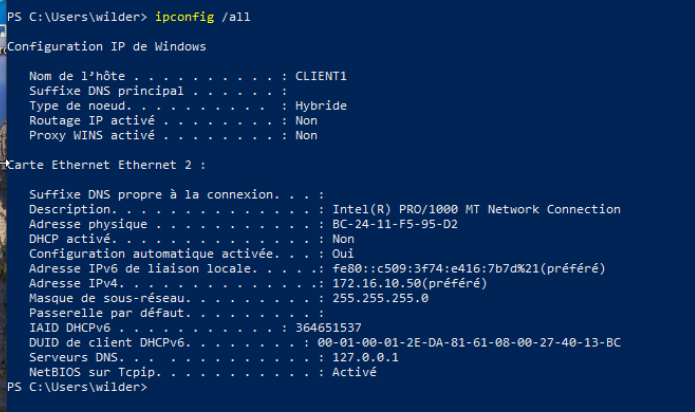 PS C:\Users\wilder> ipconfig /all
Configuration IP de Windows
Nom de l’hôte . . . . . . . . . . : CLIENT1
Suffixe DNS principal . . . . . . :
Type de noeud. . . . . . . . . . : Hybride
Routage IP activé . . . . . . . . : Non
Proxy WINS activé . . . . . . . . : Non
Carte Ethernet Ethernet 2 :
Suffixe DNS propre à la connexion. . . :
Description. . . . . . . . . . . . . . : Intel(R) PRO/1000 MT Network Connection
Adresse physique . . . . . . . . . . . : BC-24-11-F5-95-D2
DHCP activé. . . . . . . . . . . . . . : Non
Configuration automatique activée. . . : Oui
Adresse IPv6 de liaison locale. . . . .: fe80::c509:3f74:e416:7b7d%21(préféré)
Adresse IPv4. . . . . . . . . . . . . .: 172.16.10.50(préféré)
Masque de sous-réseau. . . . . . . . . : 255.255.255.0
Passerelle par défaut. . . . . . . . . :
IAID DHCPv6 . . . . . . . . . . . : 364651537
DUID de client DHCPv6. . . . . . . . : 00-01-00-01-2E-DA-81-61-08-00-27-40-13-BC
Serveurs DNS. . . . . . . . . . . . . : 127.0.0.1
NetBIOS sur Tcpip. . . . . . . . . . . : Activé
PS C:\Users\wilder>